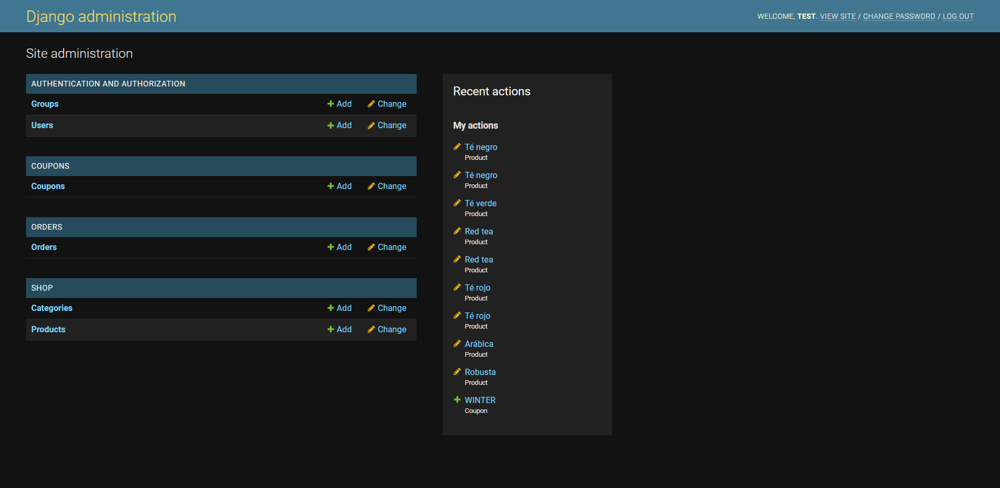 Django administration
WELCOME, TEST. VIEW SITE / CHANGE PASSWORD / LOG OUT
Site administration
AUTHENTICATION AND AUTHORIZATION
Groups Add Change
Users Add Change
COUPONS
Coupons Add Change
ORDERS
Orders Add Change
SHOP
Categories Add Change
Products Add Change
Recent actions
My actions
Té negro
Product
Té negro
Product
Té verde
Product
Red tea
Product
Red tea
Product
Té rojo
Product
Té rojo
Product
Arábica
Product
Robusta
Product
WINTER
Coupon